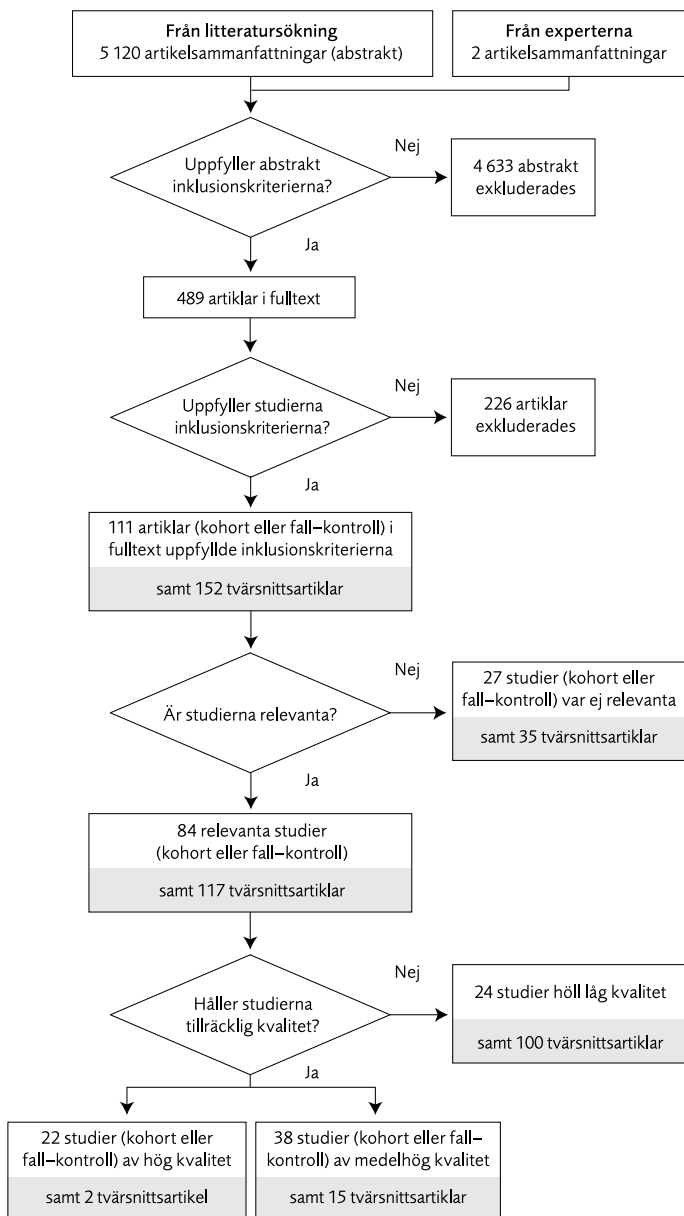 Från litteratursökning
5 120 artikelsammanfattningar (abstrakt)
Från experterna
2 artikelsammanfattningar
Uppfyller abstrakt
inklusionskriterierna?
Nej
4 633 abstrakt
exkluderades
Ja
489 artiklar i fulltext
Uppfyller studierna
inklusionskriterierna?
Nej
226 artiklar
exkluderades
Ja
111 artiklar (kohort eller fall–kontroll) i
fulltext uppfyllde inklusionskriterierna
samt 152 tvärsnittsartiklar
Är studierna relevanta?
Nej
27 studier (kohort eller
fall–kontroll) var ej relevanta
samt 35 tvärsnittsartiklar
Ja
84 relevanta studier
(kohort eller fall–kontroll)
samt 117 tvärsnittsartiklar
Håller studierna
tillräcklig kvalitet?
Nej
24 studier höll låg kvalitet
samt 100 tvärsnittsartiklar
Ja
22 studier (kohort eller
fall–kontroll) av hög kvalitet
samt 2 tvärsnittsartikel
38 studier (kohort eller fall–
kontroll) av medelhög kvalitet
samt 15 tvärsnittsartiklar